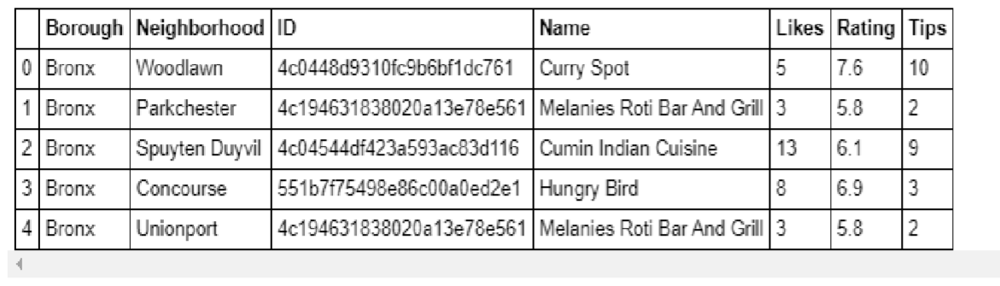 Borough Neighborhood ID Name Likes Rating Tips
0 Bronx Woodlawn 4c0448d9310fc9b6bf1dc761 Curry Spot 5 7.6 10
1 Bronx Parkchester 4c194631838020a13e78e561 Melanies Roti Bar And Grill 3 5.8 2
2 Bronx Spuyten Duyvil 4c04544df423a593ac83d116 Cumin Indian Cuisine 13 6.1 9
3 Bronx Concourse 551b7f75498e86c00a0ed2e1 Hungry Bird 8 6.9 3
4 Bronx Unionport 4c194631838020a13e78e561 Melanies Roti Bar And Grill 3 5.8 2